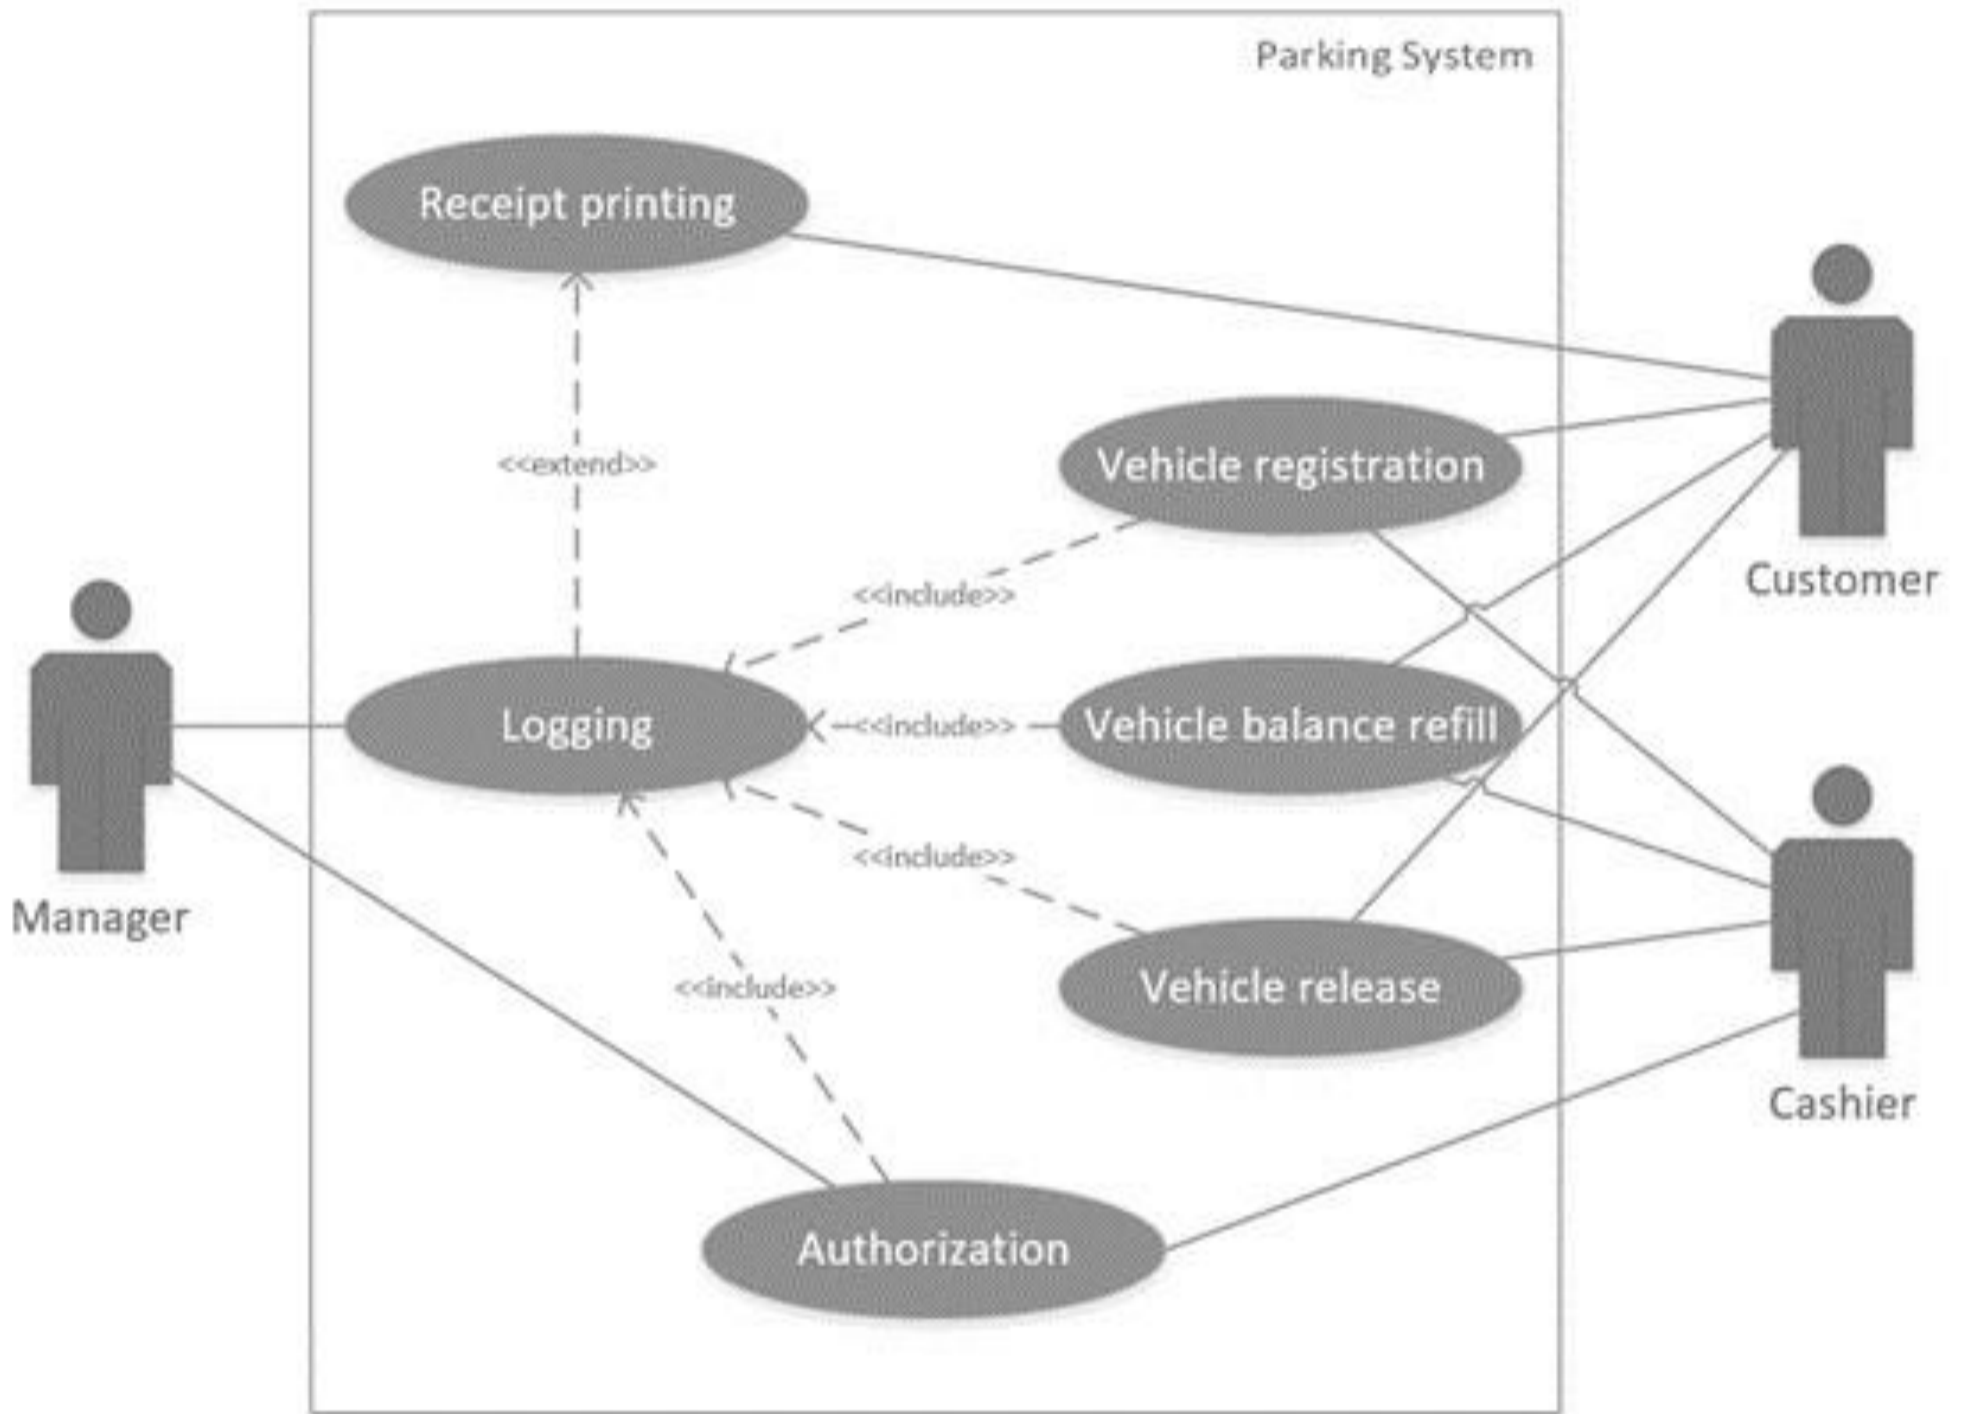 Parking System
Receipt printing
<<extend>>
Vehicle registration
<<include>>
Customer
Logging
<<include>>
Vehicle balance refill
<<include>>
Manager
Vehicle release
<<include>>
Cashier
Authorization